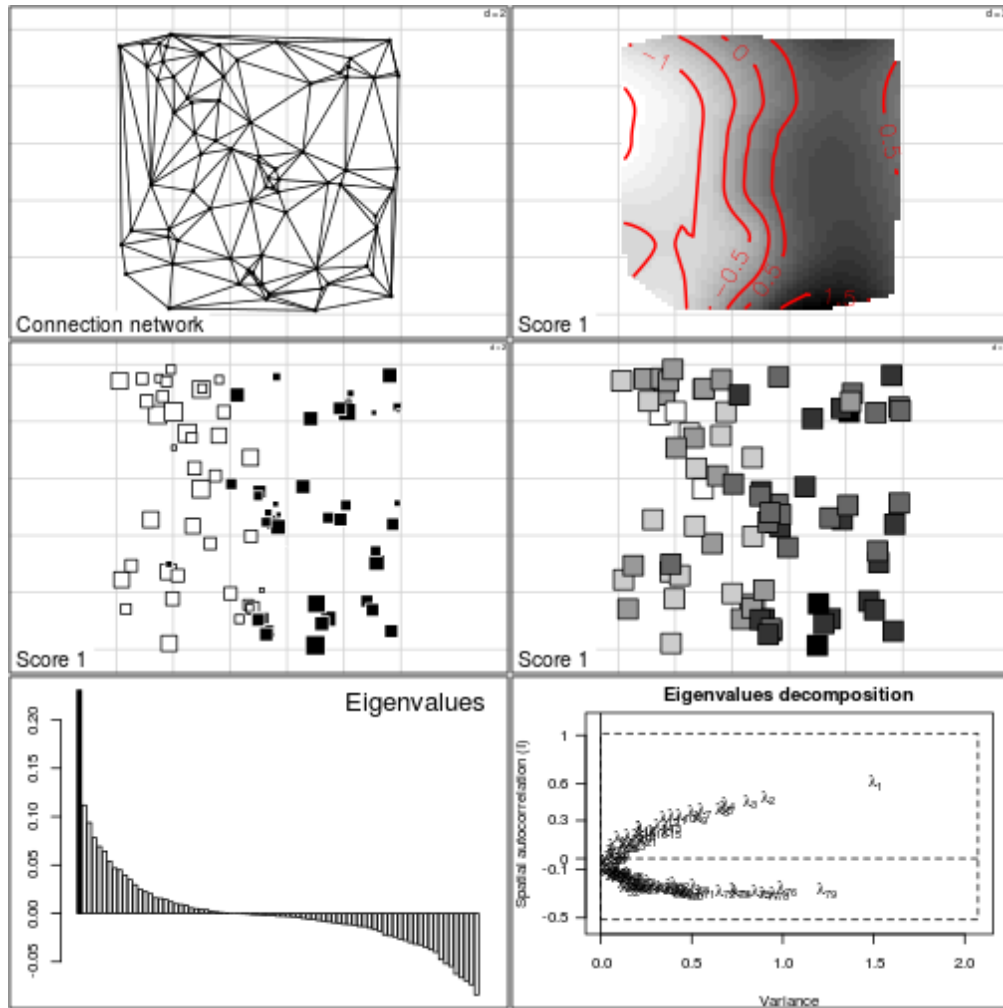 d = 2
Connection network
-1
0
0.5
-0.5
0.5
1.5
Score 1
Score 1
Score 1
Eigenvalues
0.20
0.15
0.10
0.05
0.00
-0.05
Eigenvalues decomposition
Spatial autocorrelation (I)
1
0.6
0.3
0
-0.1
-0.5
λ1
λ2
λ3
λ79
0.0
0.5
1.0
1.5
2.0
Variance